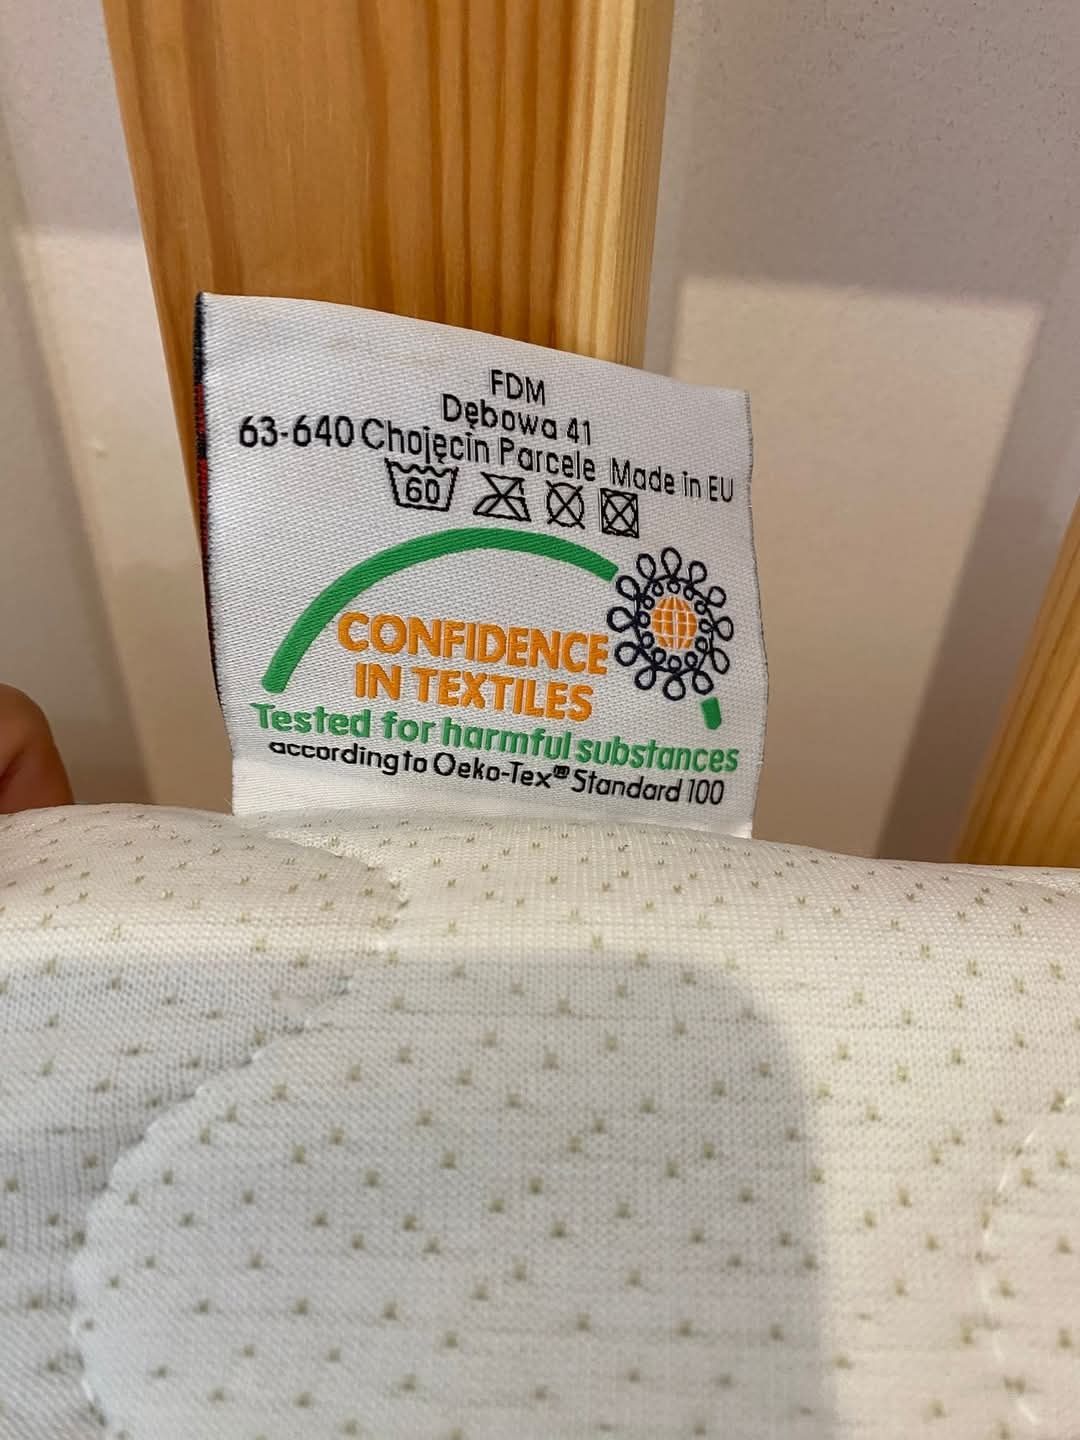 FDM
Dębowa 41
63-640 Chojęcin Parcele Made in EU
60
CONFIDENCE
IN TEXTILES
Tested for harmful substances
according to Oeko-Tex® Standard 100